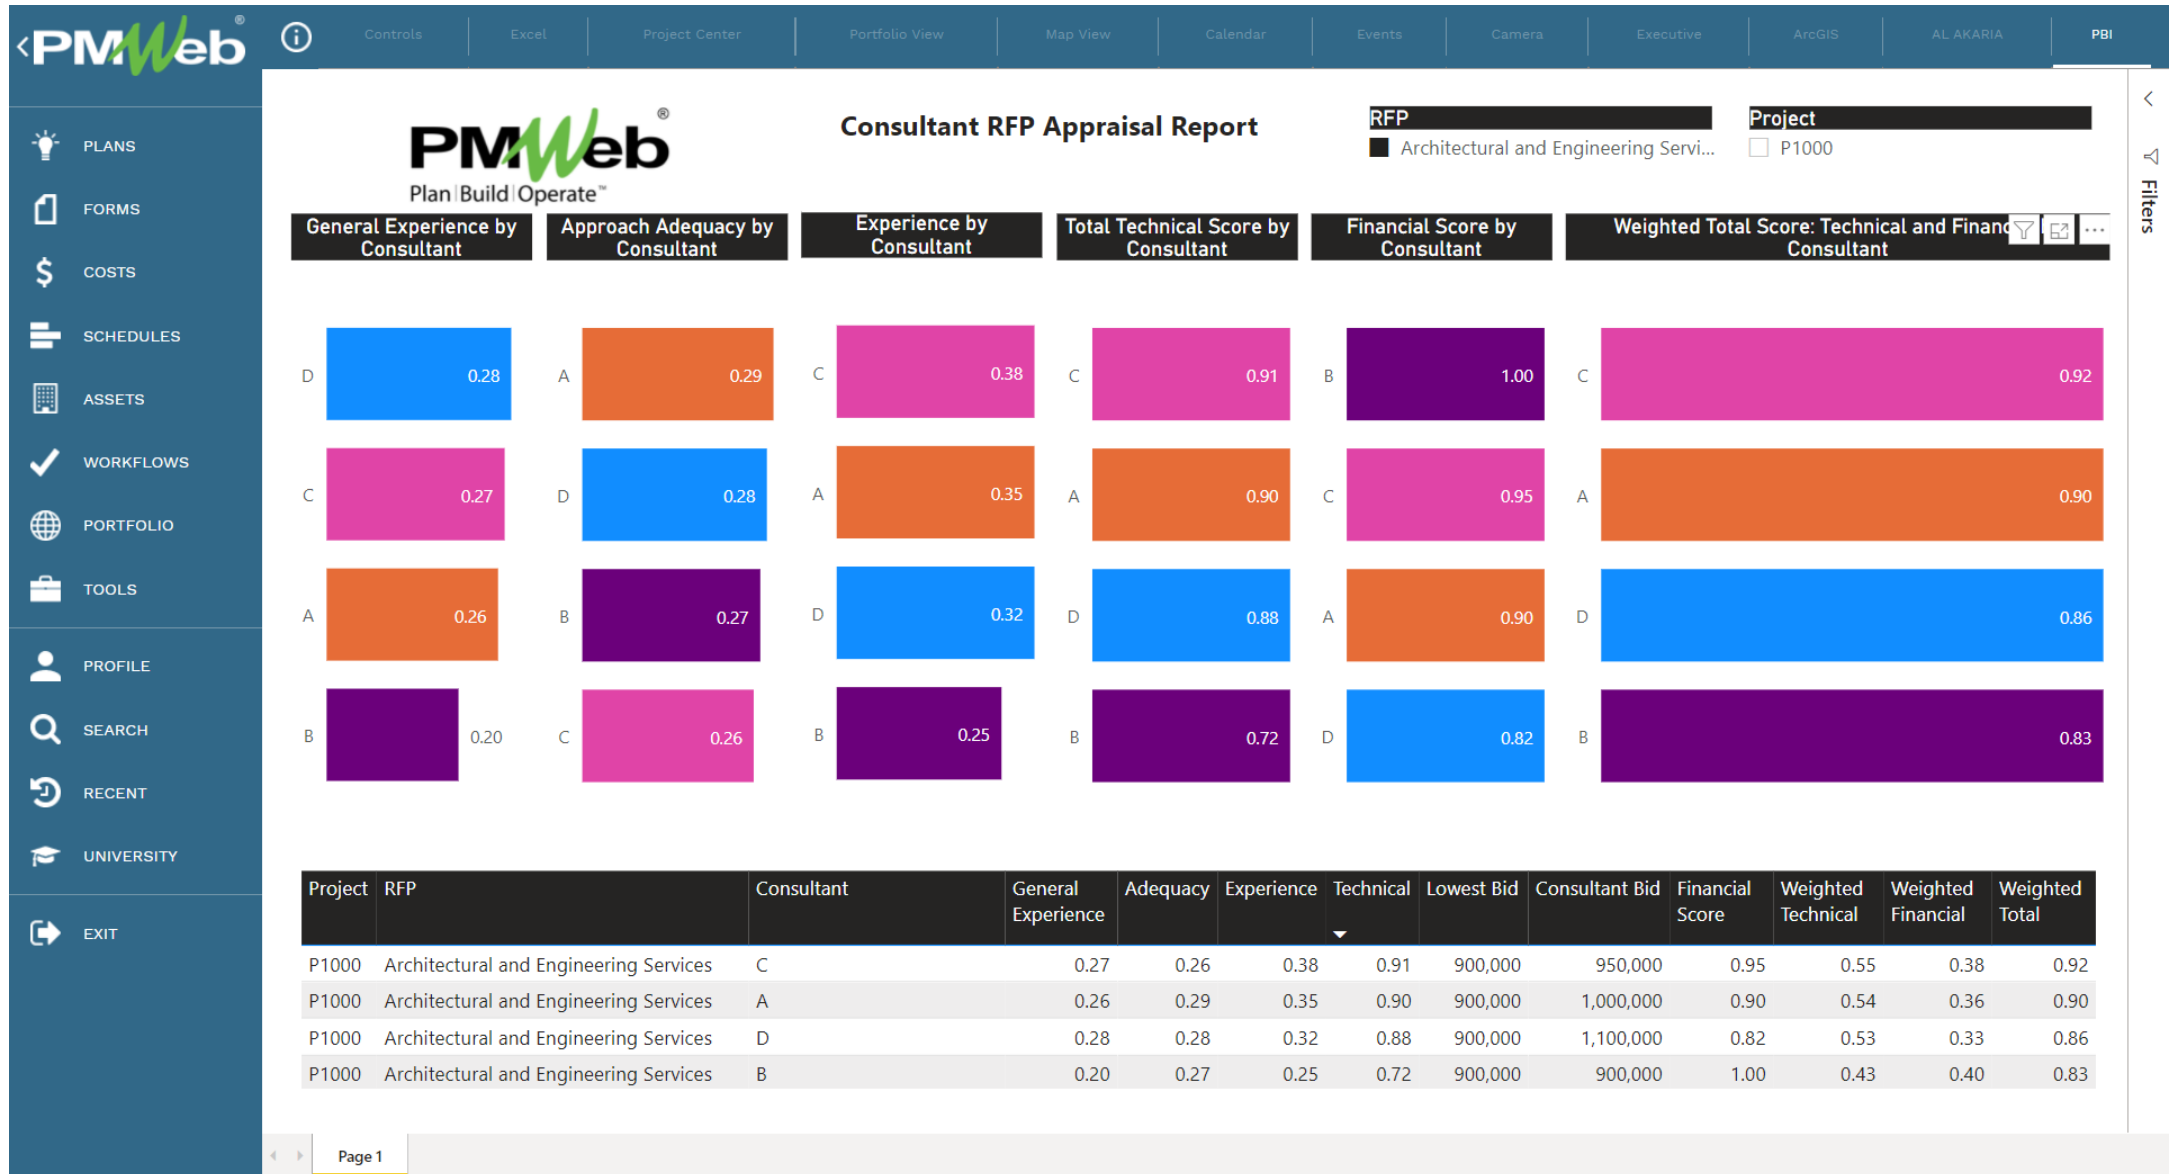 PMWeb®
Controls
Excel
Project Center
Portfolio View
Map View
Calendar
Events
Camera
Executive
ArcGIS
AL AKARIA
PBI
PLANS
FORMS
COSTS
SCHEDULES
ASSETS
WORKFLOWS
PORTFOLIO
TOOLS
PROFILE
SEARCH
RECENT
UNIVERSITY
EXIT
PMWeb®
Plan|Build|Operate™
Consultant RFP Appraisal Report
RFP
Architectural and Engineering Servi...
Project
P1000
Filters
General Experience by
Consultant
D 0.28
C 0.27
A 0.26
B 0.20
Approach Adequacy by
Consultant
A 0.29
D 0.28
B 0.27
C 0.26
Experience by
Consultant
C 0.38
A 0.35
D 0.32
B 0.25
Total Technical Score by
Consultant
C 0.91
A 0.90
D 0.88
B 0.72
Financial Score by
Consultant
B 1.00
C 0.95
A 0.90
D 0.82
Weighted Total Score: Technical and
Consultant
C 0.92
A 0.90
D 0.86
B 0.83
Project RFP Consultant General Experience Adequacy Experience Technical Lowest Bid Consultant Bid Financial Score Weighted Technical Weighted Financial Weighted Total
P1000 Architectural and Engineering Services C 0.27 0.26 0.38 0.91 900,000 950,000 0.95 0.55 0.38 0.92
P1000 Architectural and Engineering Services A 0.26 0.29 0.35 0.90 900,000 1,000,000 0.90 0.54 0.36 0.90
P1000 Architectural and Engineering Services D 0.28 0.28 0.32 0.88 900,000 1,100,000 0.82 0.53 0.33 0.86
P1000 Architectural and Engineering Services B 0.20 0.27 0.25 0.72 900,000 900,000 1.00 0.43 0.40 0.83
Page 1